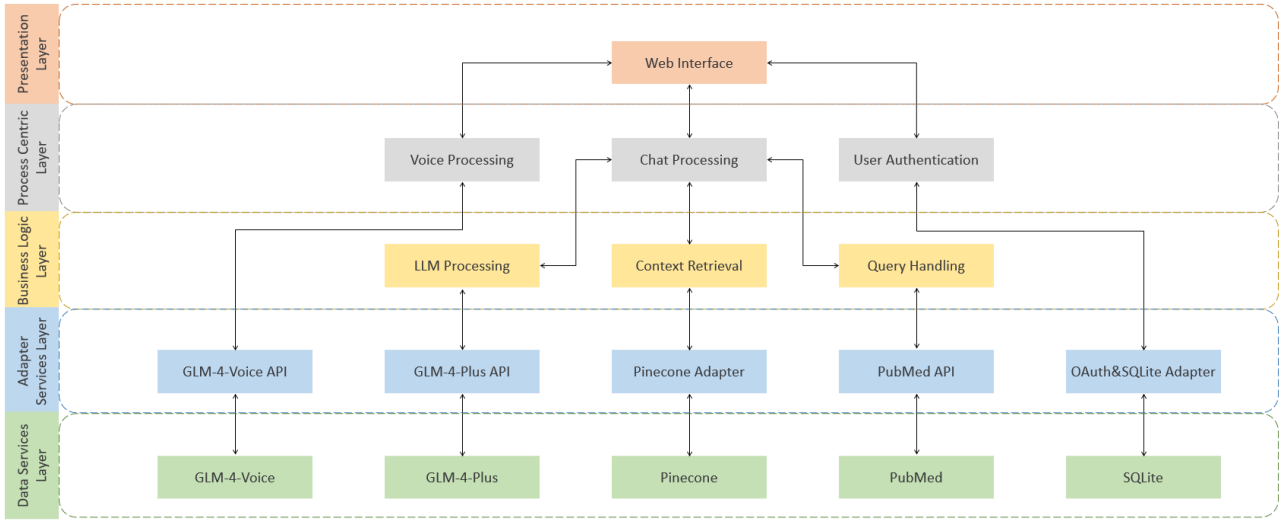 Presentation
Layer
Web Interface
Process Centric
Layer
Voice Processing
Chat Processing
User Authentication
Business Logic
Layer
LLM Processing
Context Retrieval
Query Handling
Adapter
Services Layer
GLM-4-Voice API
GLM-4-Plus API
Pinecone Adapter
PubMed API
OAuth&SQLite Adapter
Data Services
Layer
GLM-4-Voice
GLM-4-Plus
Pinecone
PubMed
SQLite